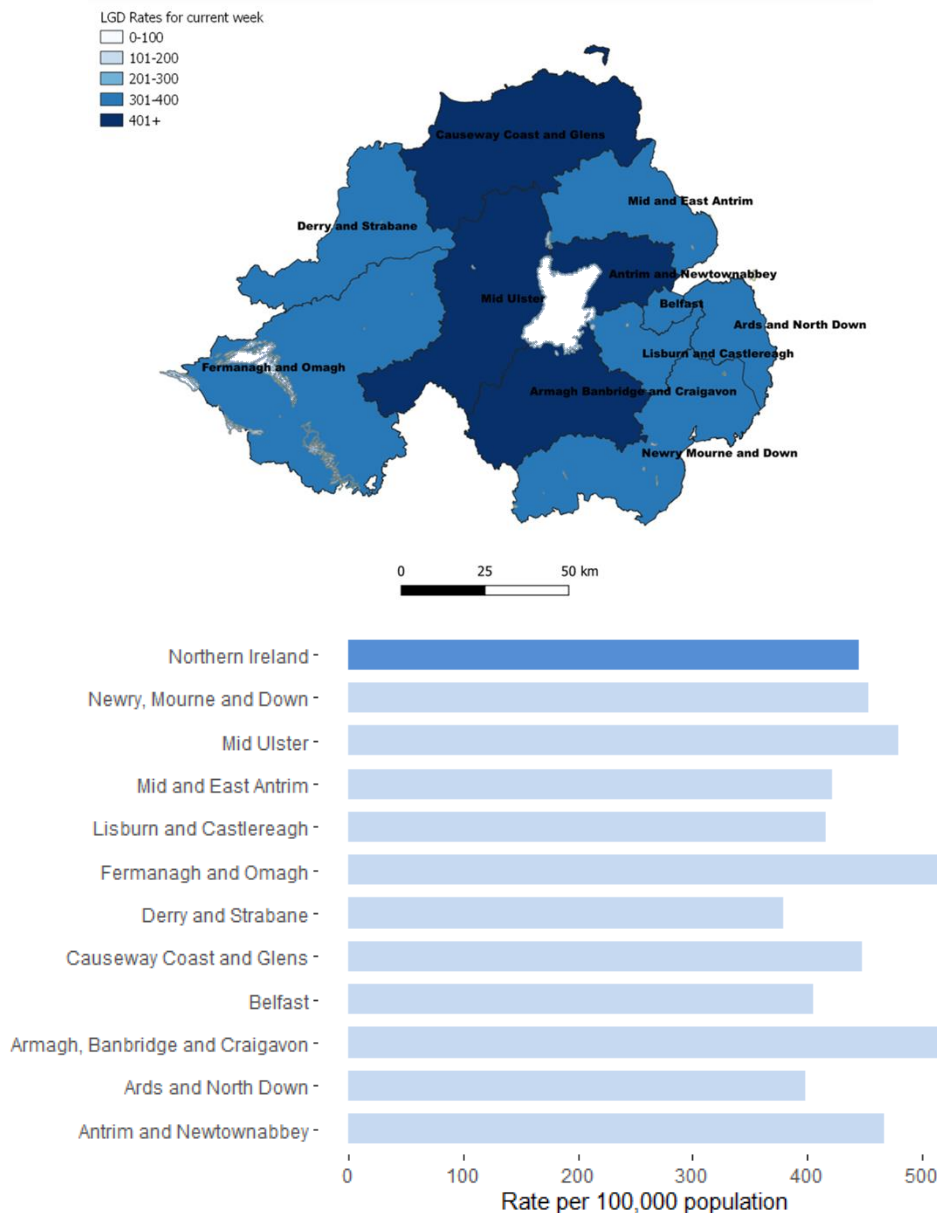 LGD Rates for current week
0-100
101-200
201-300
301-400
401+
Causeway Coast and Glens
Mid and East Antrim
Derry and Strabane
Antrim and Newtownabbey
Mid Ulster
Belfast
Ards and North Down
Lisburn and Castlereagh
Fermanagh and Omagh
Armagh Banbridge and Craigavon
Newry Mourne and Down
0 25 50 km
Northern Ireland
Newry, Mourne and Down
Mid Ulster
Mid and East Antrim
Lisburn and Castlereagh
Fermanagh and Omagh
Derry and Strabane
Causeway Coast and Glens
Belfast
Armagh, Banbridge and Craigavon
Ards and North Down
Antrim and Newtownabbey
0 100 200 300 400 500
Rate per 100,000 population